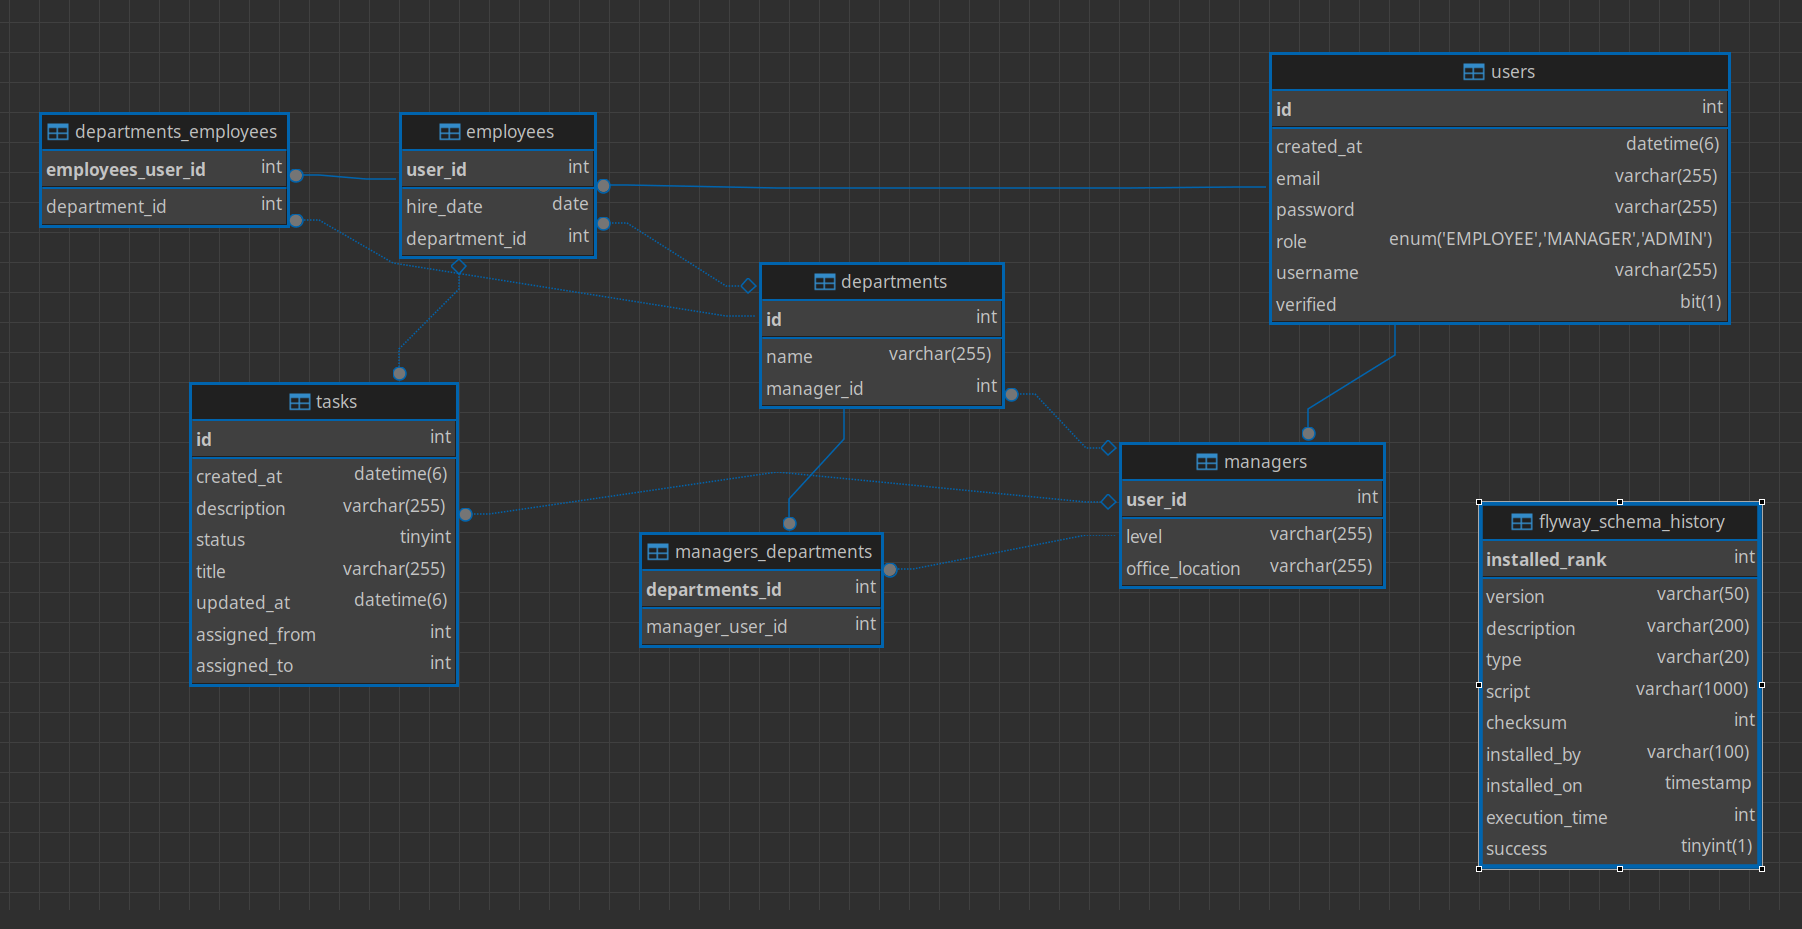 departments_employees
employees_user_id int
department_id int
employees
user_id int
hire_date date
department_id int
users
id int
created_at datetime(6)
email varchar(255)
password varchar(255)
role enum('EMPLOYEE','MANAGER','ADMIN')
username varchar(255)
verified bit(1)
departments
id int
name varchar(255)
manager_id int
tasks
id int
created_at datetime(6)
description varchar(255)
status tinyint
title varchar(255)
updated_at datetime(6)
assigned_from int
assigned_to int
managers_departments
departments_id int
manager_user_id int
managers
user_id int
level varchar(255)
office_location varchar(255)
flyway_schema_history
installed_rank int
version varchar(50)
description varchar(200)
type varchar(20)
script varchar(1000)
checksum int
installed_by varchar(100)
installed_on timestamp
execution_time int
success tinyint(1)